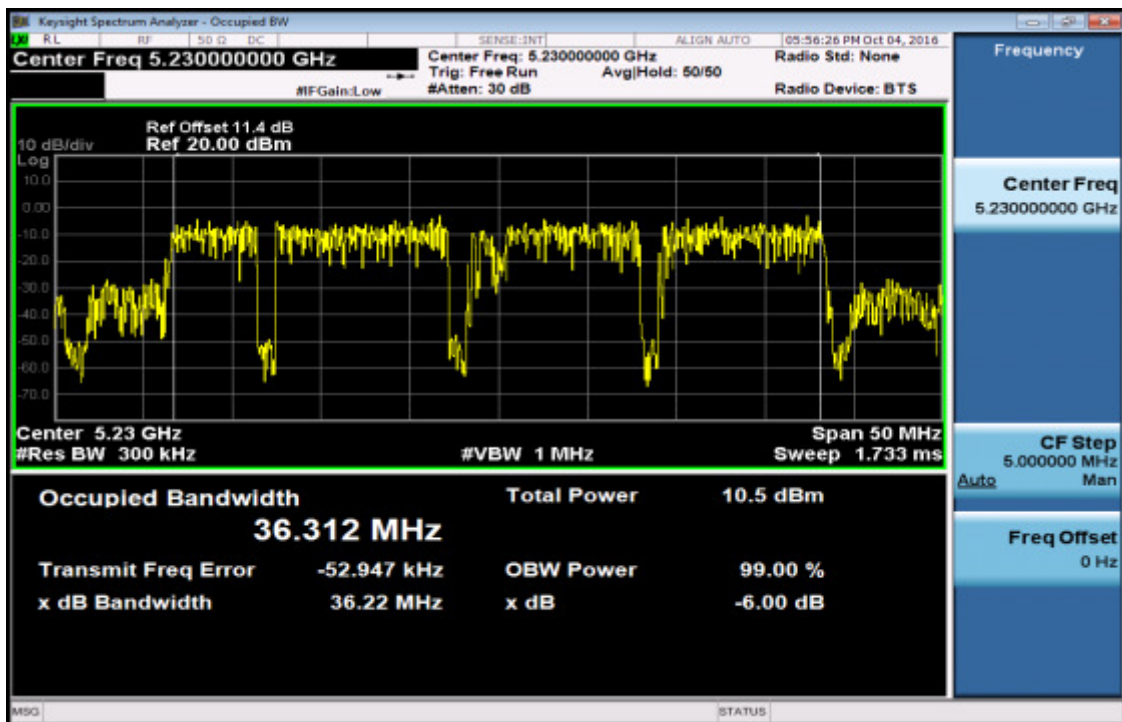 Keysight Spectrum Analyzer - Occupied BW
RL RF 50 Ω DC SENSE:INT ALIGN AUTO 05:56:26 PM Oct 04, 2016
Center Freq 5.230000000 GHz
Center Freq: 5.230000000 GHz
Radio Std: None
Trig: Free Run Avg|Hold: 50/50
#IFGain:Low
#Atten: 30 dB
Radio Device: BTS
Ref Offset 11.4 dB
10 dB/div Ref 20.00 dBm
Log
10.0
0.00
-10.0
-20.0
-30.0
-40.0
-50.0
-60.0
-70.0
Center 5.23 GHz Span 50 MHz
#Res BW 300 kHz #VBW 1 MHz Sweep 1.733 ms
Occupied Bandwidth
36.312 MHz
Total Power 10.5 dBm
Transmit Freq Error -52.947 kHz OBW Power 99.00 %
x dB Bandwidth 36.22 MHz x dB -6.00 dB
Frequency
Center Freq
5.230000000 GHz
CF Step
5.000000 MHz
Auto Man
Freq Offset
0 Hz
MSG STATUS